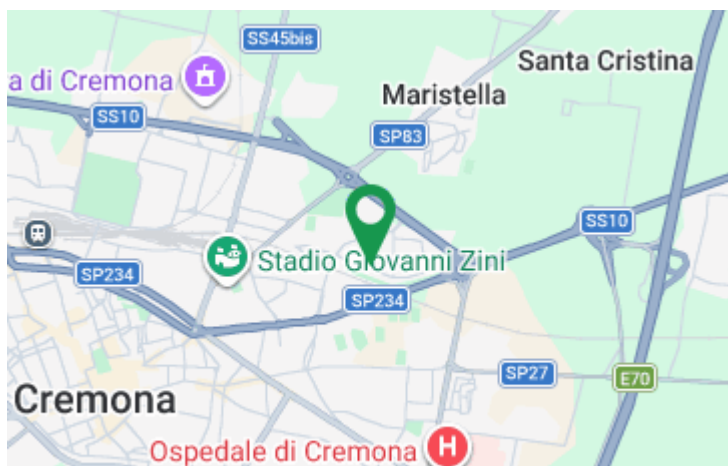 SS45bis
Santa Cristina
a di Cremona
Maristella
SS10
SP83
SS10
Stadio Giovanni Zini
SP234
SP234
SP27
E70
Cremona
Ospedale di Cremona
H